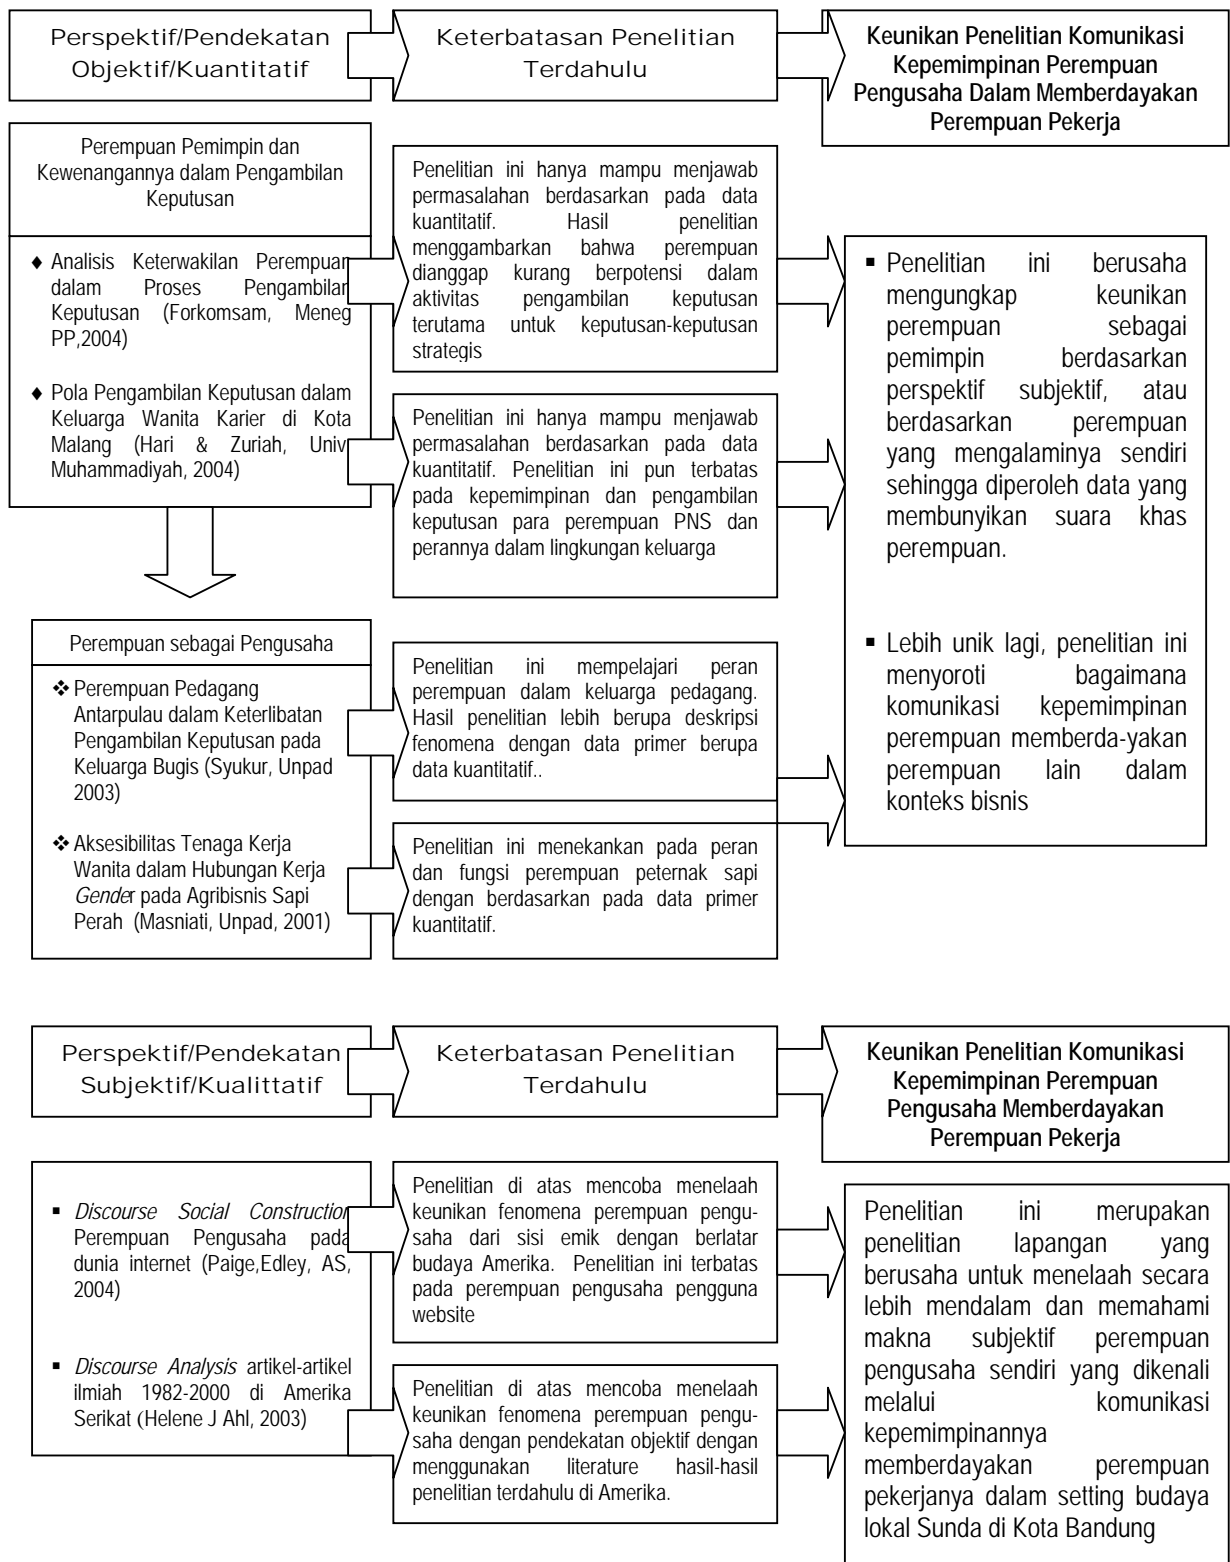 Perspektif/Pendekatan
Objektif/Kuantitatif
Keterbatasan Penelitian
Terdahulu
Keunikan Penelitian Komunikasi
Kepemimpinan Perempuan
Pengusaha Dalam Memberdayakan
Perempuan Pekerja
Perempuan Pemimpin dan
Kewenangannya dalam Pengambilan
Keputusan
♦ Analisis Keterwakilan Perempuan
dalam Proses Pengambilan
Keputusan (Forkomsam, Meneg
PP,2004)
♦ Pola Pengambilan Keputusan dalam
Keluarga Wanita Karier di Kota
Malang (Hari & Zuriah, Univ.
Muhammadiyah, 2004)
Penelitian ini hanya mampu menjawab
permasalahan berdasarkan pada data
kuantitatif. Hasil penelitian
menggambarkan bahwa perempuan
dianggap kurang berpotensi dalam
aktivitas pengambilan keputusan
terutama untuk keputusan-keputusan
strategis
Penelitian ini hanya mampu menjawab
permasalahan berdasarkan pada data
kuantitatif. Penelitian ini pun terbatas
pada kepemimpinan dan pengambilan
keputusan para perempuan PNS dan
perannya dalam lingkungan keluarga
▪ Penelitian ini berusaha
mengungkap keunikan
perempuan sebagai
pemimpin berdasarkan
perspektif subjektif, atau
berdasarkan perempuan
yang mengalaminya sendiri
sehingga diperoleh data yang
membunyikan suara khas
perempuan.
▪ Lebih unik lagi, penelitian ini
menyoroti bagaimana
komunikasi kepemimpinan
perempuan memberda-yakan
perempuan lain dalam
konteks bisnis
Perempuan sebagai Pengusaha
❖ Perempuan Pedagang
Antarpulau dalam Keterlibatan
Pengambilan Keputusan pada
Keluarga Bugis (Syukur, Unpad
2003)
❖ Aksesibilitas Tenaga Kerja
Wanita dalam Hubungan Kerja
Gender pada Agribisnis Sapi
Perah (Masniati, Unpad, 2001)
Penelitian ini mempelajari peran
perempuan dalam keluarga pedagang.
Hasil penelitian lebih berupa deskripsi
fenomena dengan data primer berupa
data kuantitatif..
Penelitian ini menekankan pada peran
dan fungsi perempuan peternak sapi
dengan berdasarkan pada data primer
kuantitatif.
Perspektif/Pendekatan
Subjektif/Kualittatif
Keterbatasan Penelitian
Terdahulu
Keunikan Penelitian Komunikasi
Kepemimpinan Perempuan
Pengusaha Memberdayakan
Perempuan Pekerja
▪ Discourse Social Construction
Perempuan Pengusaha pada
dunia internet (Paige,Edley, AS,
2004)
▪ Discourse Analysis artikel-artikel
ilmiah 1982-2000 di Amerika
Serikat (Helene J Ahl, 2003)
Penelitian di atas mencoba menelaah
keunikan fenomena perempuan pengu-
saha dari sisi emik dengan berlatar
budaya Amerika. Penelitian ini terbatas
pada perempuan pengusaha pengguna
website
Penelitian di atas mencoba menelaah
keunikan fenomena perempuan pengu-
saha dengan pendekatan objektif dengan
menggunakan literature hasil-hasil
penelitian terdahulu di Amerika.
Penelitian ini merupakan
penelitian lapangan yang
berusaha untuk menelaah secara
lebih mendalam dan memahami
makna subjektif perempuan
pengusaha sendiri yang dikenali
melalui komunikasi
kepemimpinannya
memberdayakan perempuan
pekerjanya dalam setting budaya
lokal Sunda di Kota Bandung